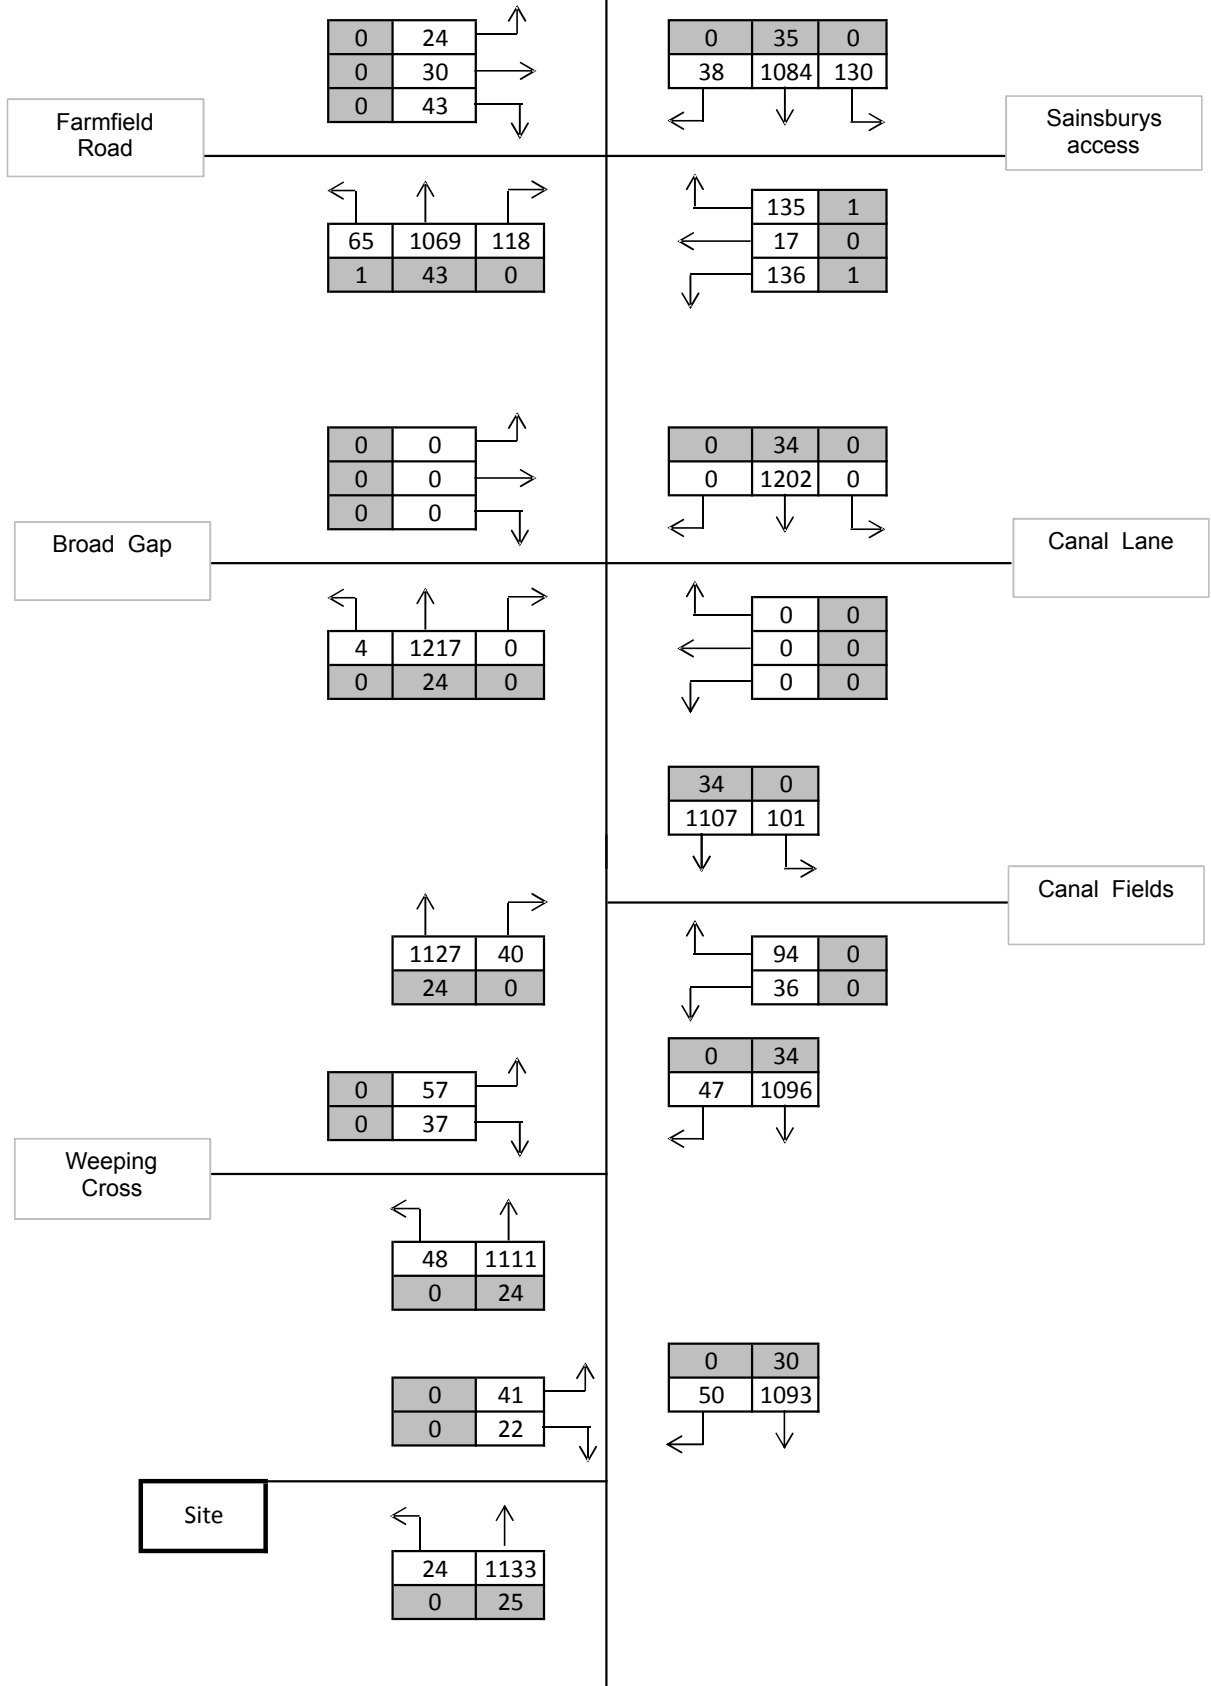 0 24
0 30
0 43
0 35 0
38 1084 130
Farmfield
Road
Sainsburys
access
65 1069 118
1 43 0
135 1
17 0
136 1
0 0
0 0
0 0
0 34 0
0 1202 0
Broad Gap
Canal Lane
4 1217 0
0 24 0
0 0
0 0
0 0
34 0
1107 101
Canal Fields
1127 40
24 0
94 0
36 0
0 34
47 1096
0 57
0 37
Weeping
Cross
48 1111
0 24
0 30
50 1093
0 41
0 22
Site
24 1133
0 25